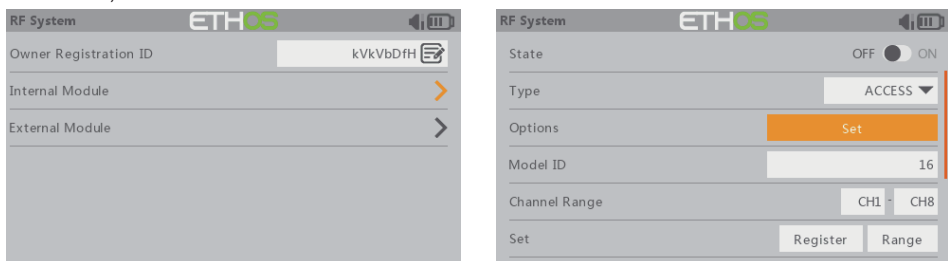 RF System ETHOS
Owner Registration ID kVkVbDfH
Internal Module
External Module
RF System ETHOS
State OFF ON
Type ACCESS
Options Set
Model ID 16
Channel Range CH1 - CH8
Set Register Range